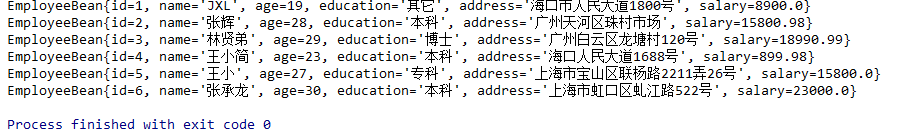 EmployeeBean{id=1, name='JXL', age=19, education='其它', address='海口市人民大道1800号', salary=8900.0}
EmployeeBean{id=2, name='张辉', age=28, education='本科', address='广州天河区珠村市场', salary=15800.98}
EmployeeBean{id=3, name='林贤弟', age=29, education='博士', address='广州白云区龙塘村120号', salary=18990.99}
EmployeeBean{id=4, name='王小简', age=23, education='本科', address='海口人民大道1688号', salary=899.98}
EmployeeBean{id=5, name='王小', age=27, education='专科', address='上海市宝山区联杨路2211弄26号', salary=15800.0}
EmployeeBean{id=6, name='张承龙', age=30, education='本科', address='上海市虹口区虬江路522号', salary=23000.0}
Process finished with exit code 0